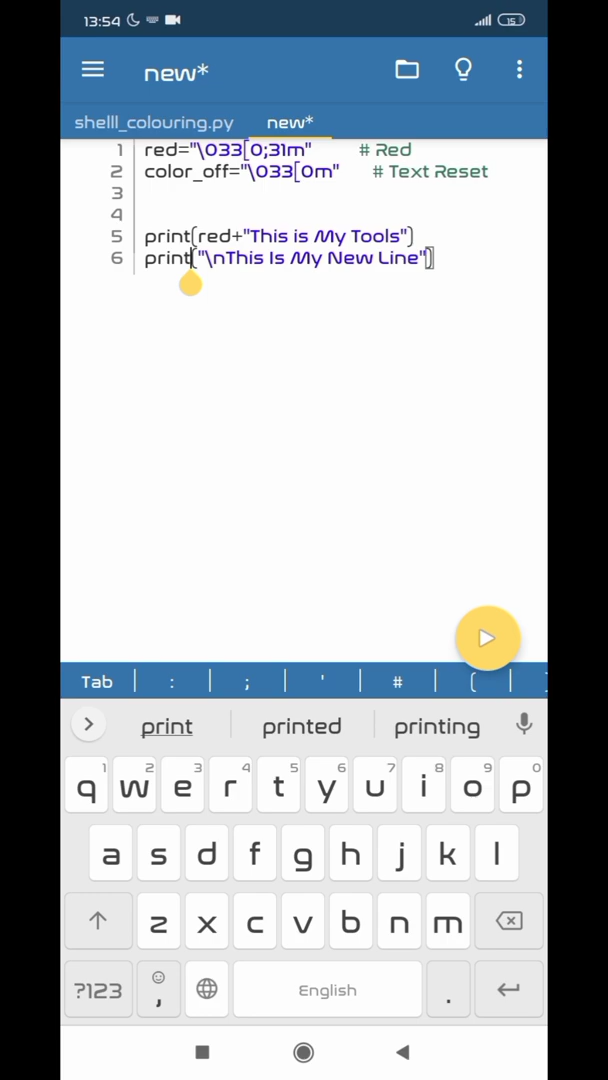 13:54
15
new*
shelll_colouring.py
new*
1 red="\033[0;31m" # Red
2 color_off="\033[0m" # Text Reset
3
4
5 print(red+"This is My Tools")
6 print("\nThis Is My New Line")
Tab : ; ' # (
print printed printing
1 2 3 4 5 6 7 8 9 0
q w e r t y u i o p
a s d f g h j k l
z x c v b n m
?123 , English .